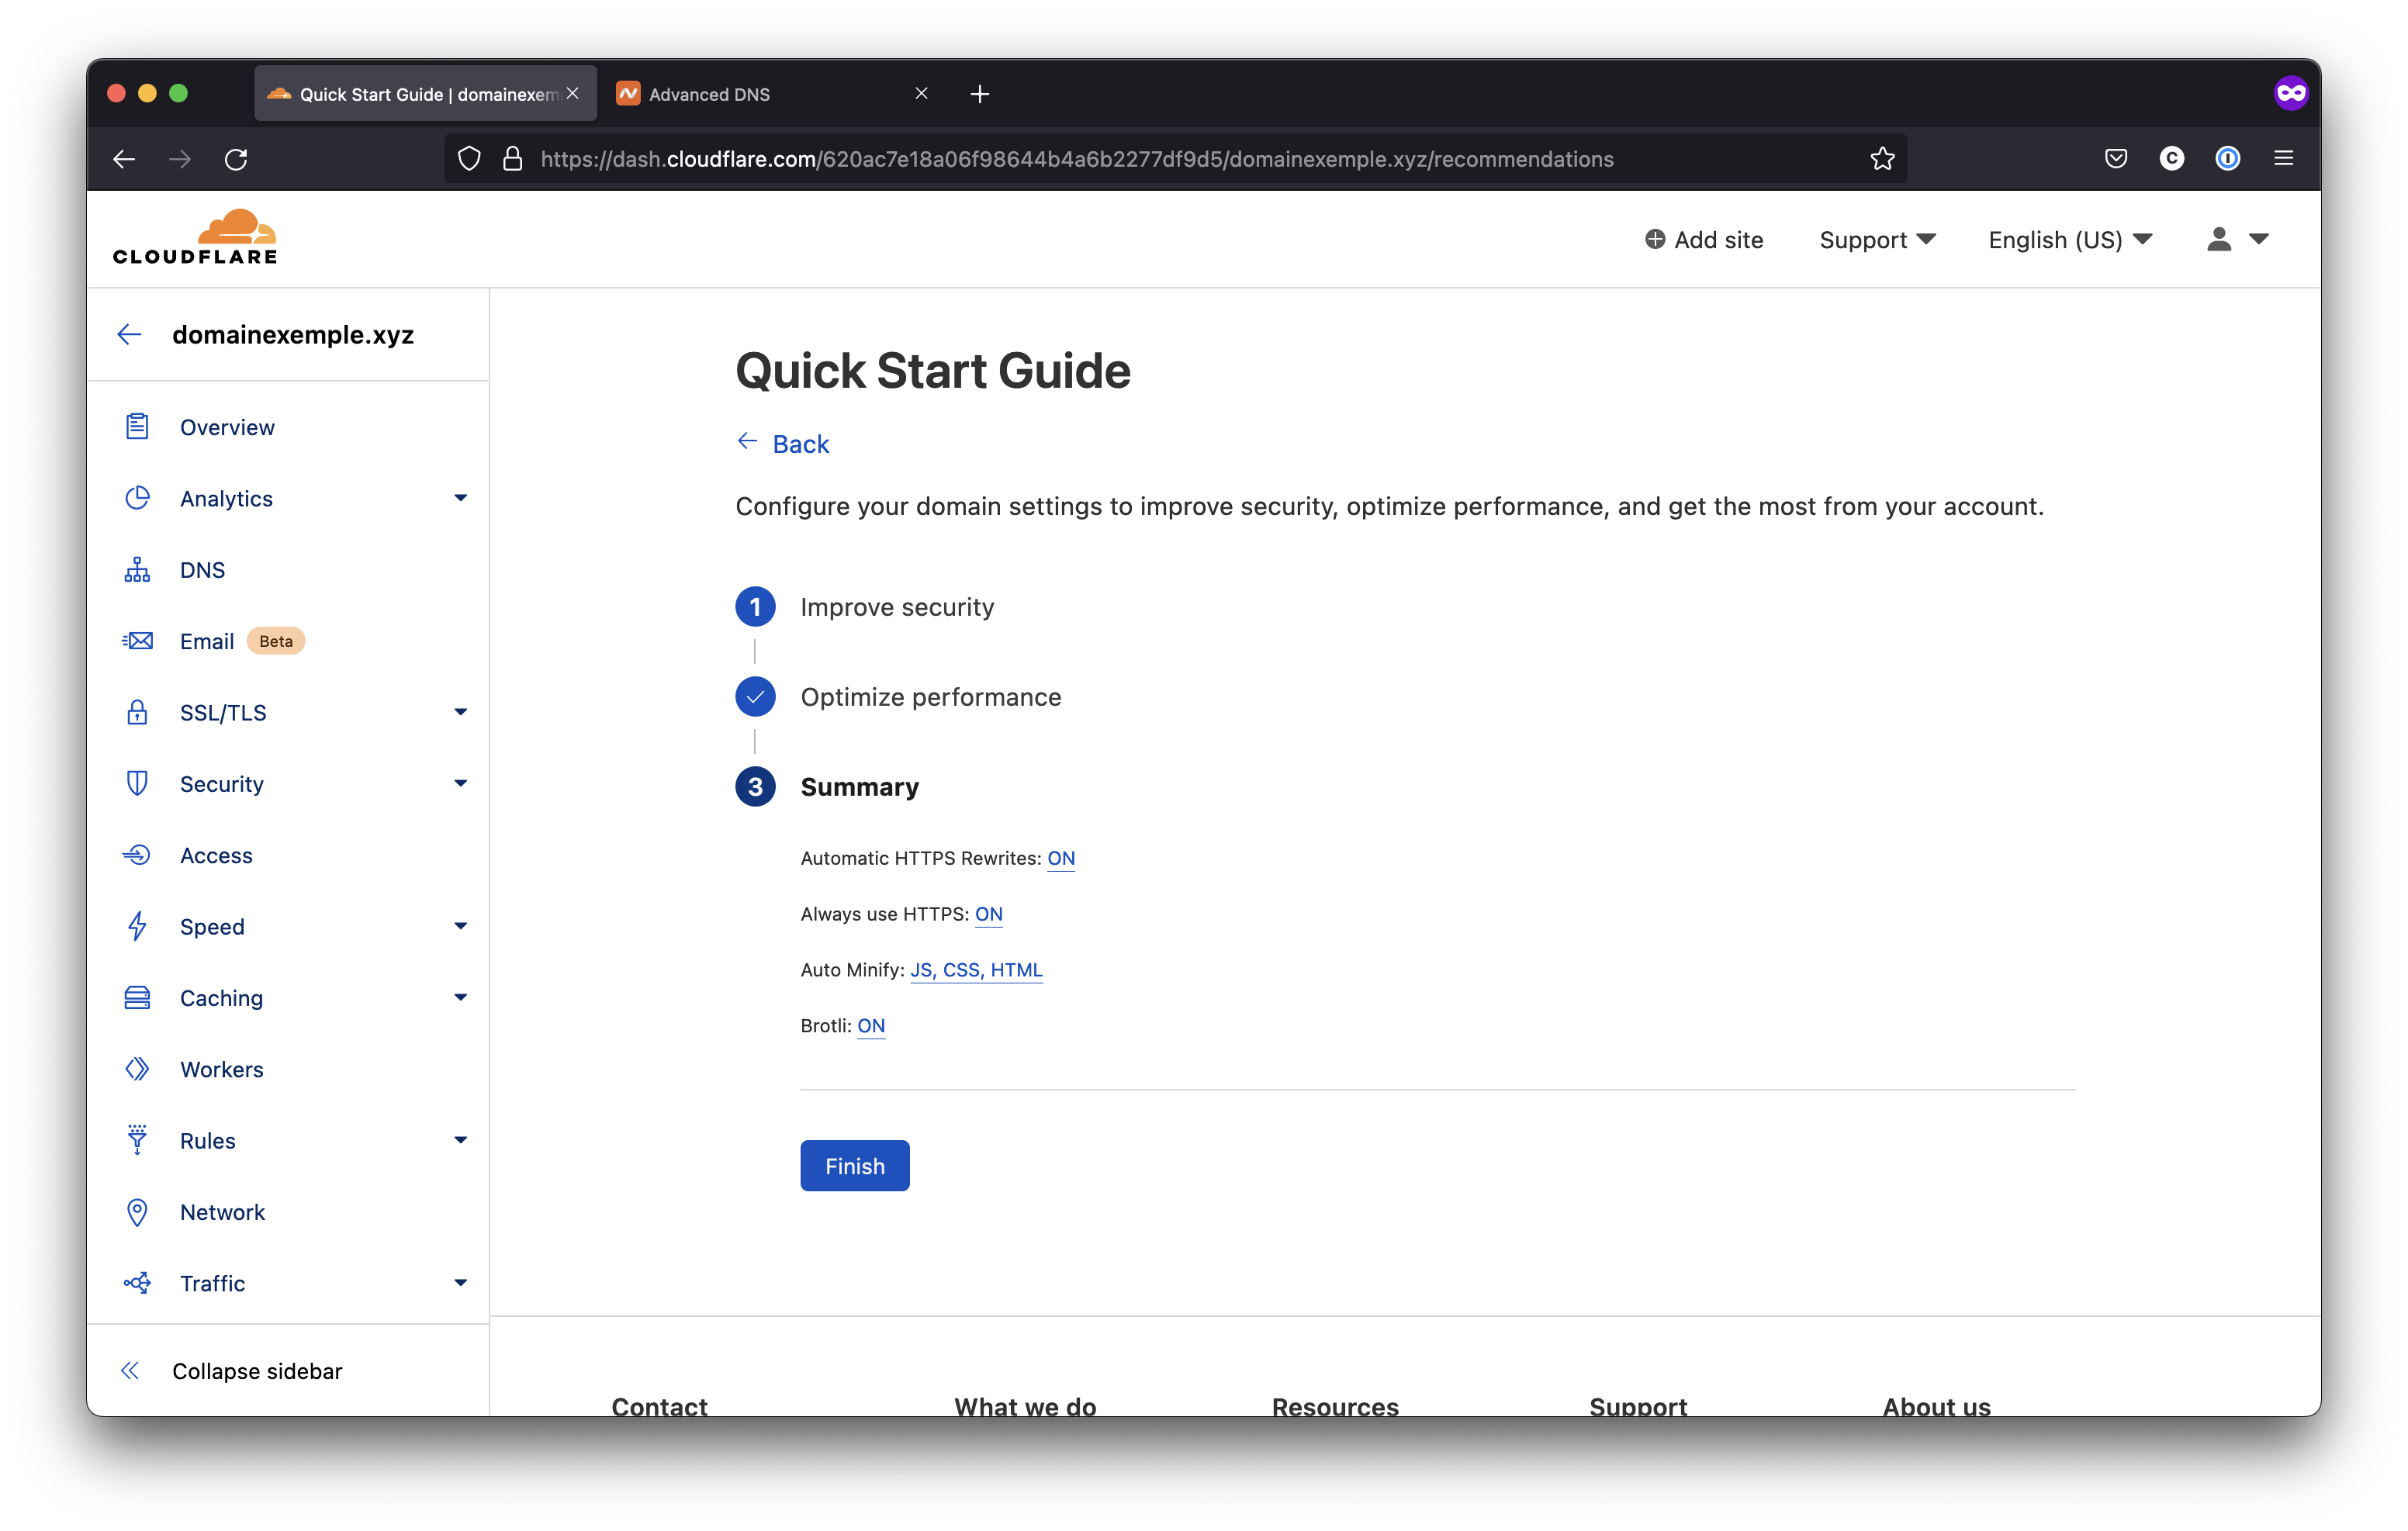 Quick Start Guide | domainexem
Advanced DNS
https://dash.cloudflare.com/620ac7e18a06f98644b4a6b2277df9d5/domainexemple.xyz/recommendations
CLOUDFLARE
Add site
Support
English (US)
domainexemple.xyz
Overview
Analytics
DNS
Email Beta
SSL/TLS
Security
Access
Speed
Caching
Workers
Rules
Network
Traffic
Collapse sidebar
Quick Start Guide
Back
Configure your domain settings to improve security, optimize performance, and get the most from your account.
1 Improve security
Optimize performance
3 Summary
Automatic HTTPS Rewrites: ON
Always use HTTPS: ON
Auto Minify: JS, CSS, HTML
Brotli: ON
Finish
Contact
What we do
Resources
Support
About us